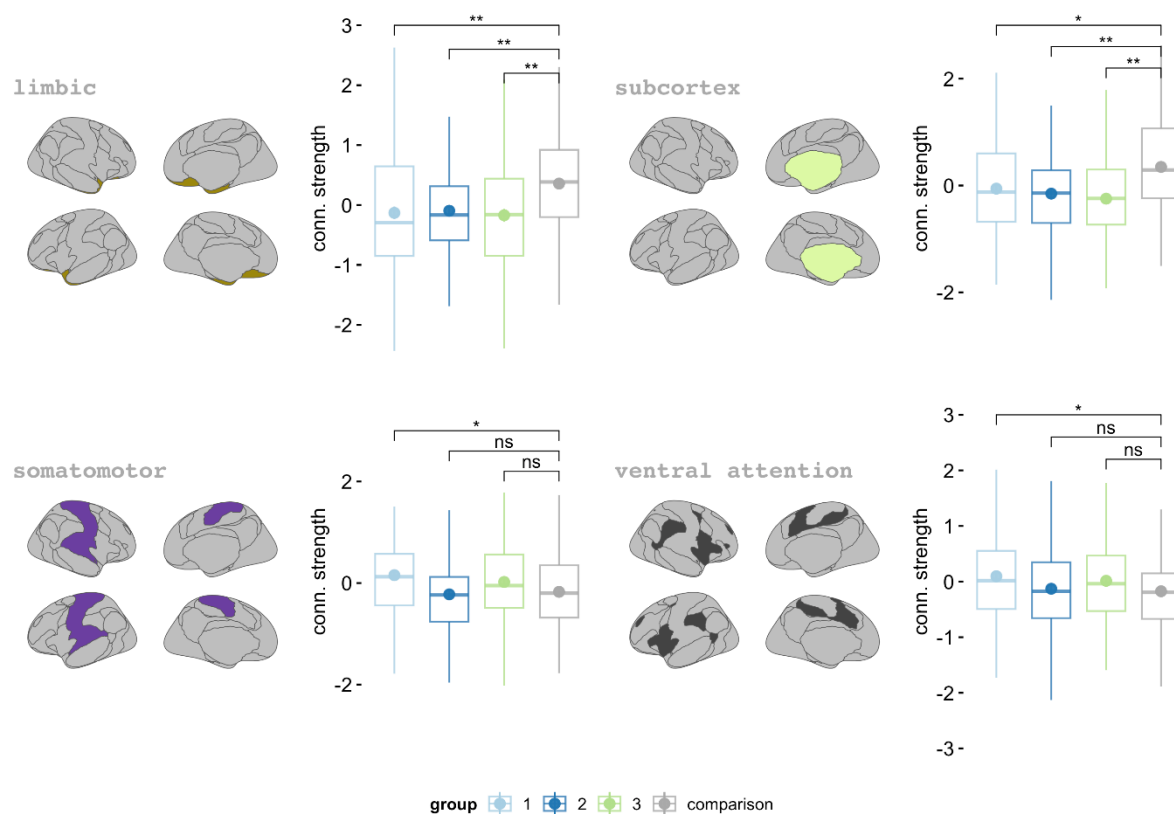 limbic
conn. strength
3
2
1
0
-1
-2
**
**
**
subcortex
conn. strength
2
0
-2
*
**
**
somatomotor
conn. strength
2
0
-2
*
ns
ns
ventral attention
conn. strength
3
2
1
0
-1
-2
-3
*
ns
ns
group 1 2 3 comparison